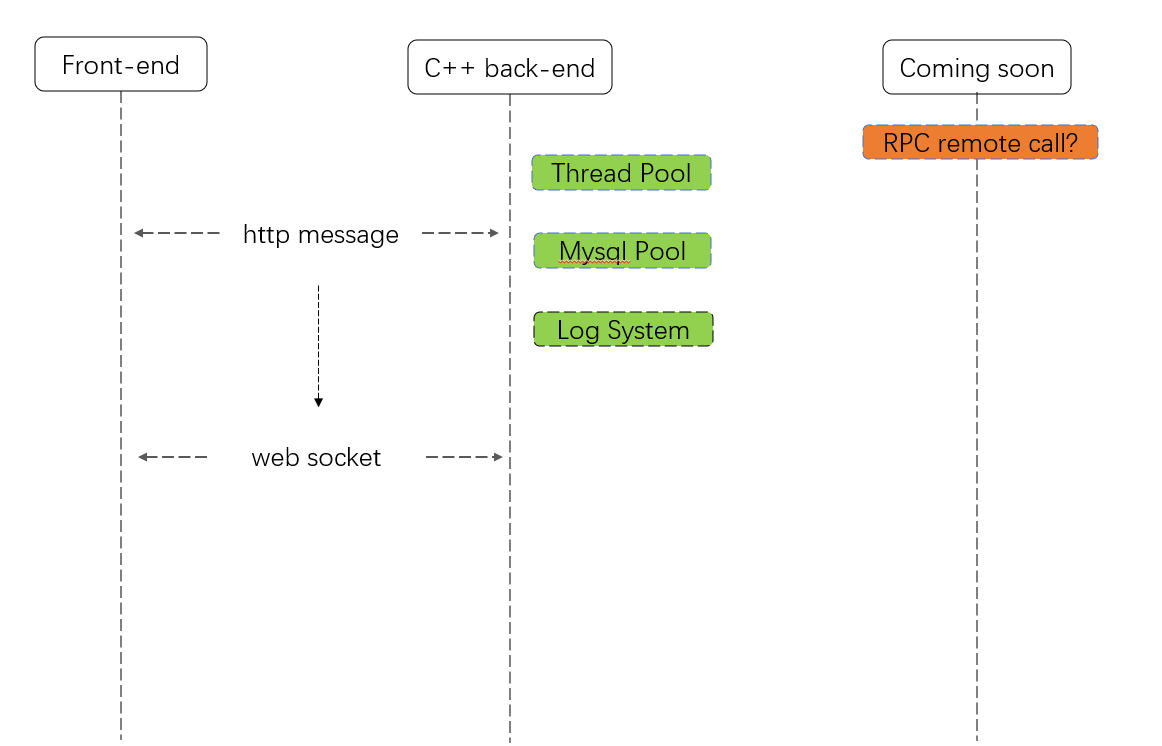 Front-end
C++ back-end
Coming soon
RPC remote call?
Thread Pool
http message
Mysql Pool
Log System
web socket